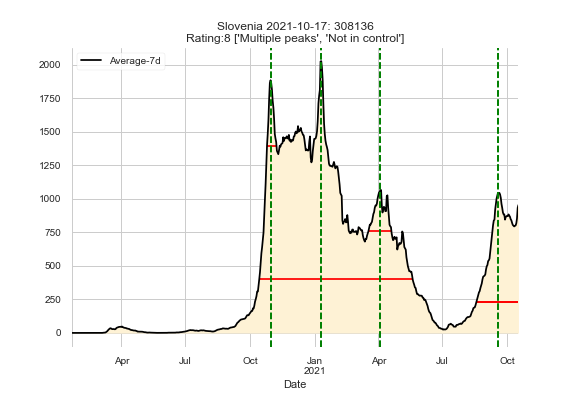 Slovenia 2021-10-17: 308136
Rating:8 ['Multiple peaks', 'Not in control']
Average-7d
2000
1750
1500
1250
1000
750
500
250
0
Apr Jul Oct Jan Apr Jul Oct
2021
Date